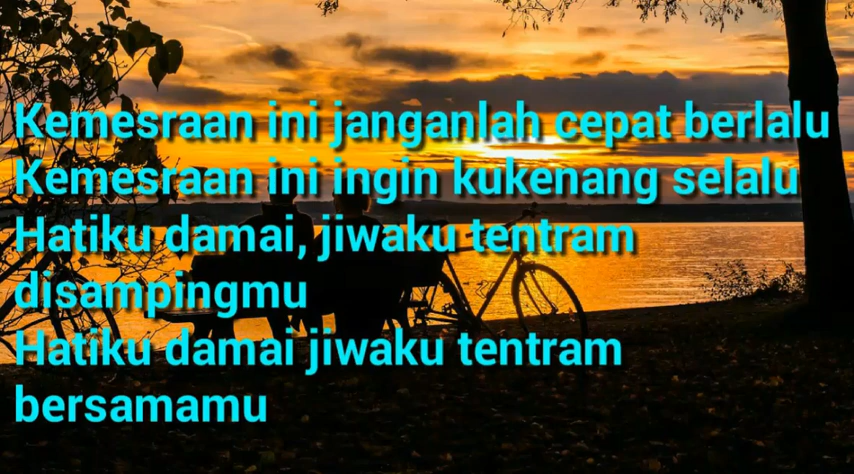 Kemesraan ini janganlah cepat berlalu
Kemesraan ini ingin kukenang selalu
Hatiku damai, jiwaku tentram
disampingmu
Hatiku damai jiwaku tentram
bersamamu